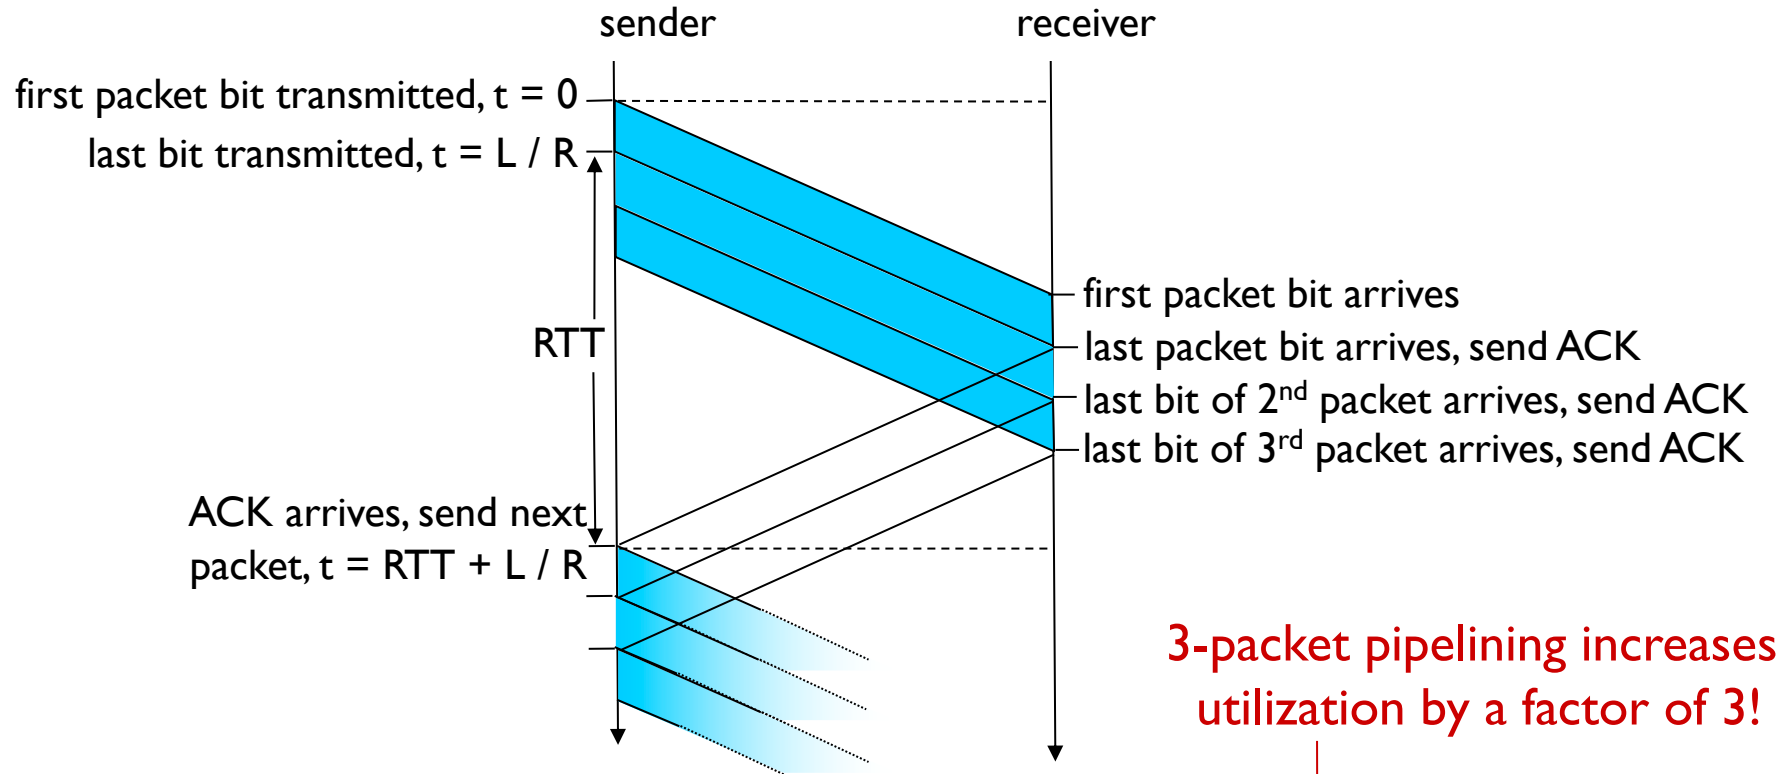 sender
receiver
first packet bit transmitted, t = 0
last bit transmitted, t = L / R
first packet bit arrives
RTT
last packet bit arrives, send ACK
last bit of 2nd packet arrives, send ACK
last bit of 3rd packet arrives, send ACK
ACK arrives, send next
packet, t = RTT + L / R
3-packet pipelining increases
utilization by a factor of 3!